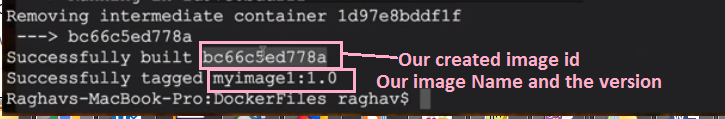 Removing intermediate container 1d97e8bddf1f
---> bc66c5ed778a
Successfully built bc66c5ed778a
Our created image id
Successfully tagged myimage1:1.0
Our image Name and the version
Raghavs-MacBook-Pro:DockerFiles raghav$